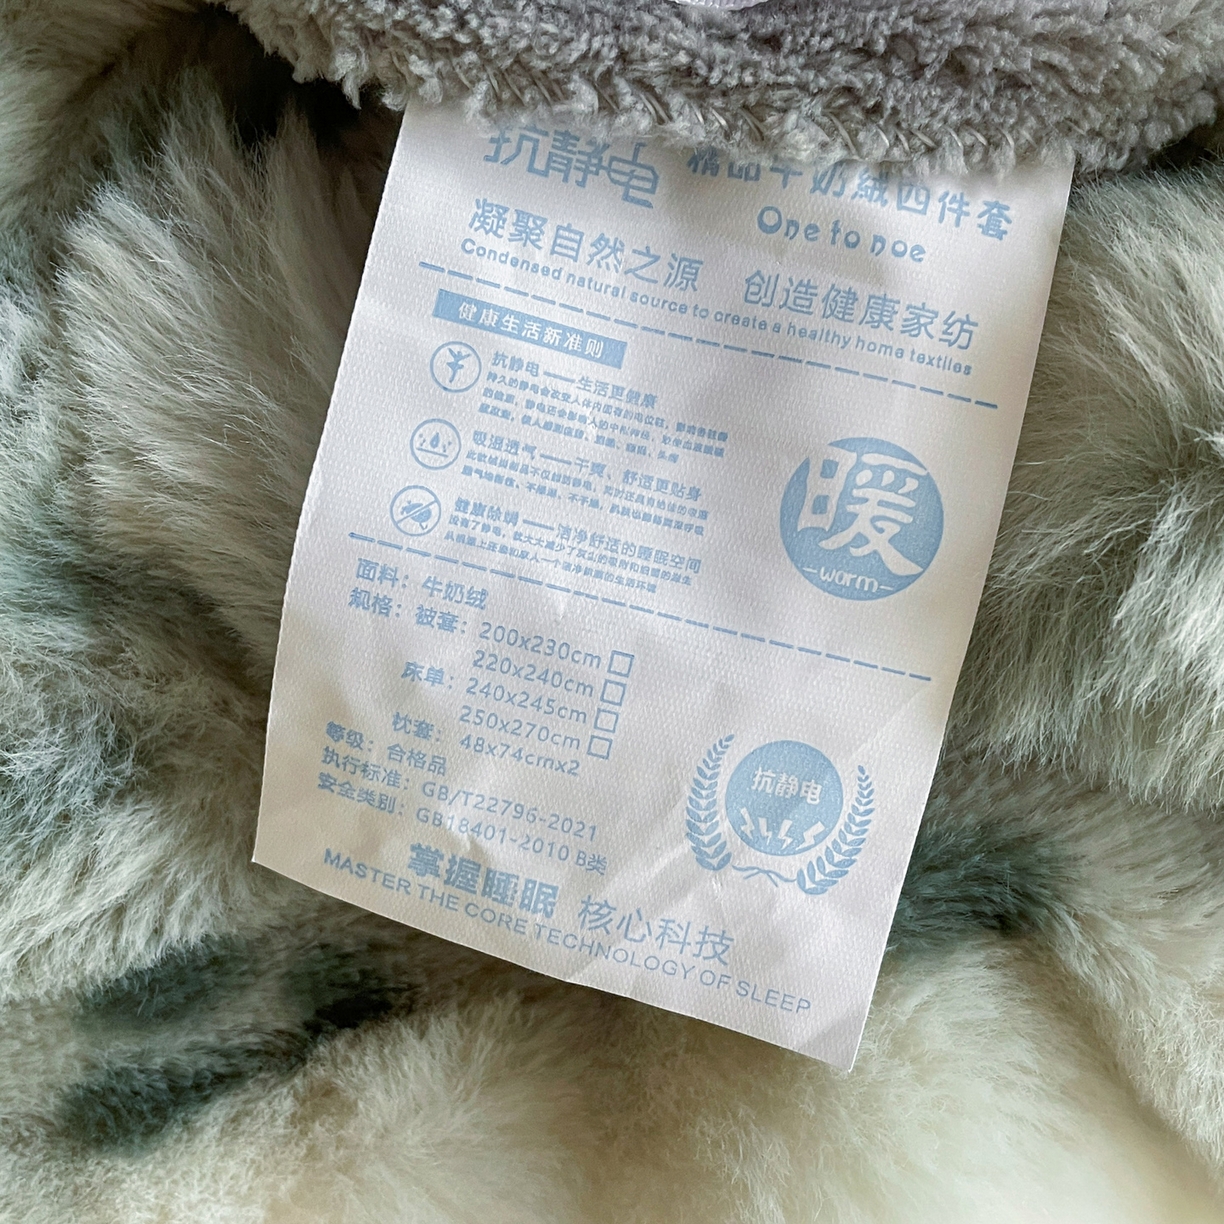 抗静电
精品牛奶绒四件套
One to noe
凝聚自然之源 创造健康家纺
Condensed natural source to create a healthy home textiles
健康生活新准则
抗静电——生活更健康
吸湿透气——干爽、舒适更贴身
健康除螨——洁净舒适的睡眠空间
暖
-warm-
面料：牛奶绒
规格：被套：200x230cm
220x240cm
床单：240x245cm
250x270cm
枕套：48x74cmx2
等级：合格品
执行标准：GB/T22796-2021
安全类别：GB18401-2010 B类
抗静电
掌握睡眠 核心科技
MASTER THE CORE TECHNOLOGY OF SLEEP